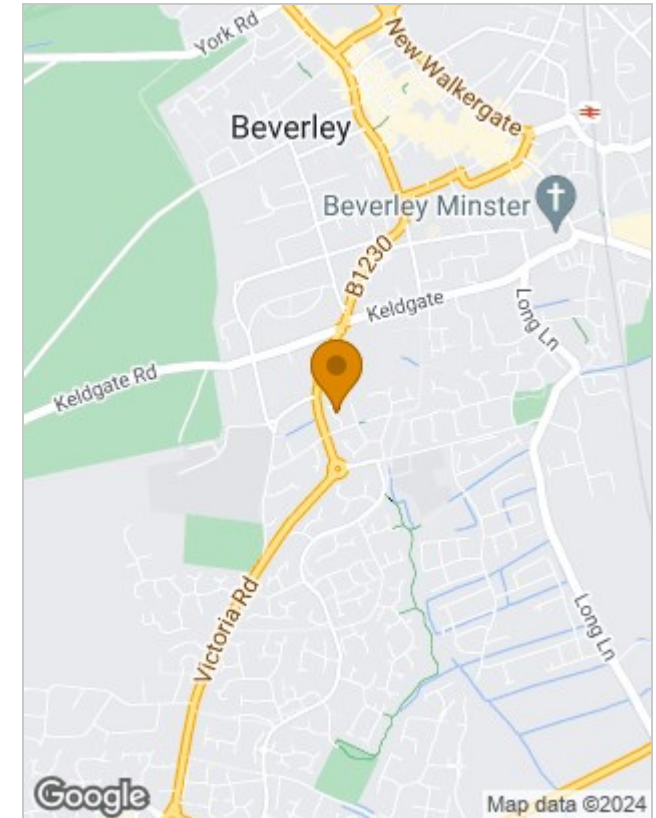 York Rd
New Walkergate
Beverley
Beverley Minster
B1230
Keldgate
Long Ln
Keldgate Rd
Victoria Rd
Long Ln
Google
Map data ©2024